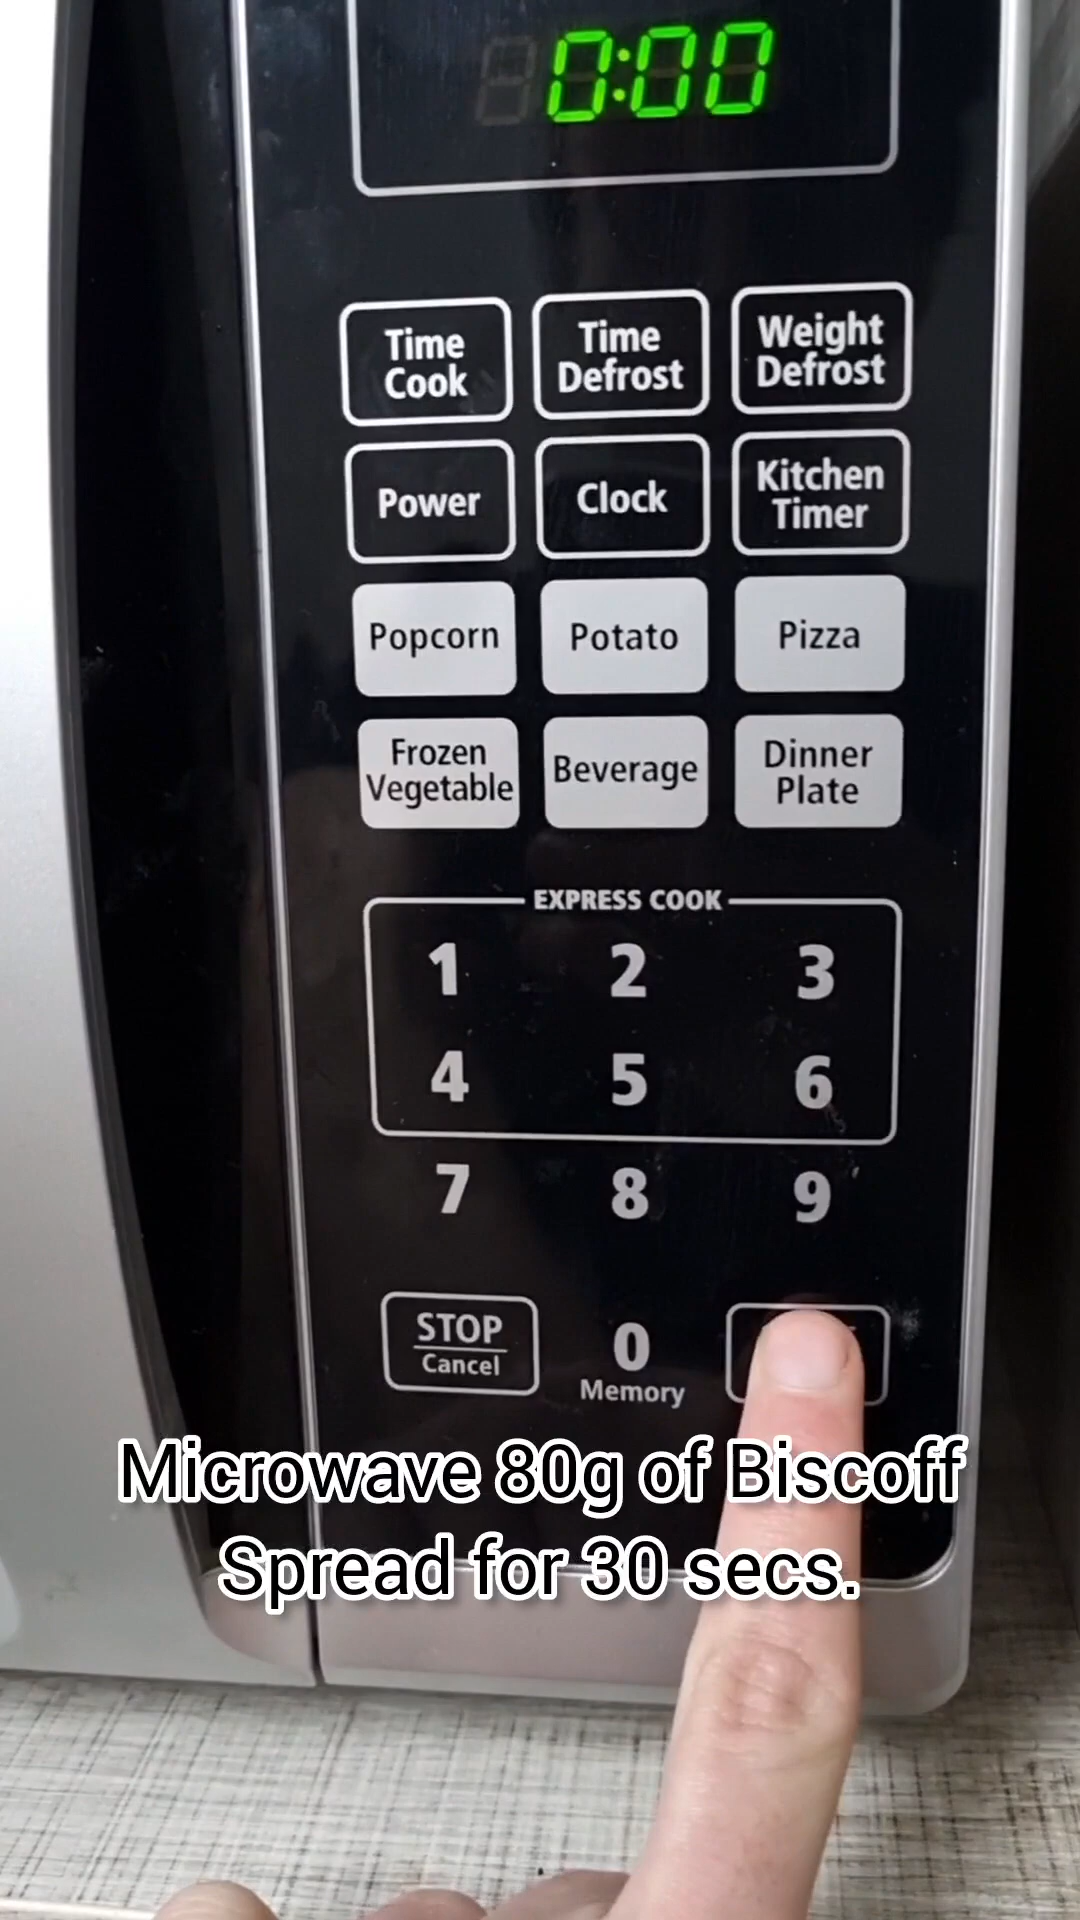 0:00
Time Cook
Time Defrost
Weight Defrost
Power
Clock
Kitchen Timer
Popcorn
Potato
Pizza
Frozen Vegetable
Beverage
Dinner Plate
EXPRESS COOK
1 2 3
4 5 6
7 8 9
STOP
Cancel
0
Memory
Microwave 80g of Biscoff
Spread for 30 secs.